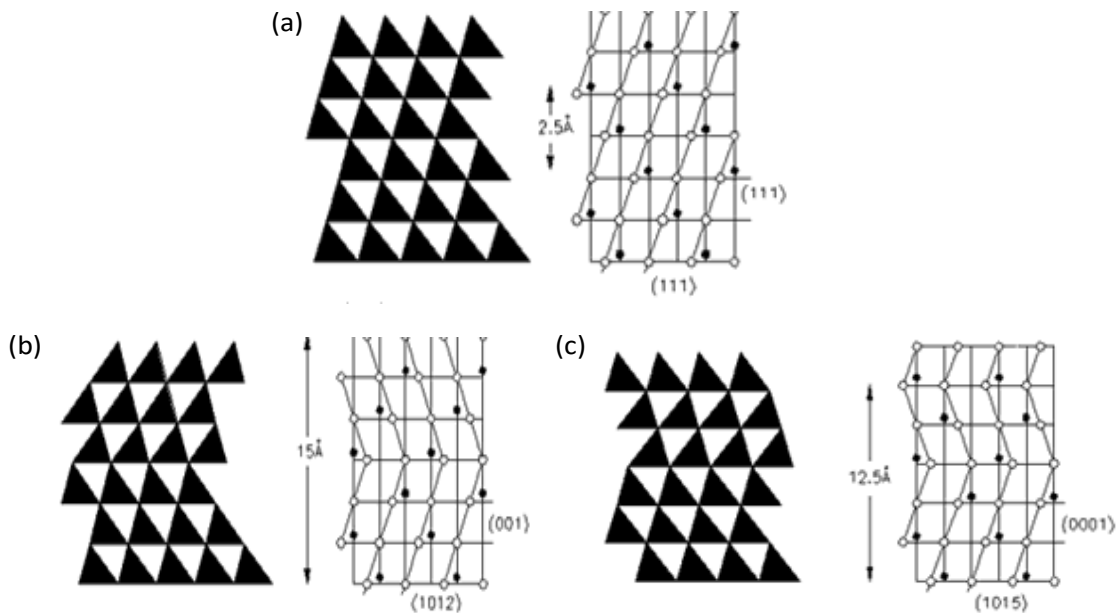 (a)
2.5Å
(111)
(111)
(b)
15Å
(001)
(1012)
(c)
12.5Å
(0001)
(1015)